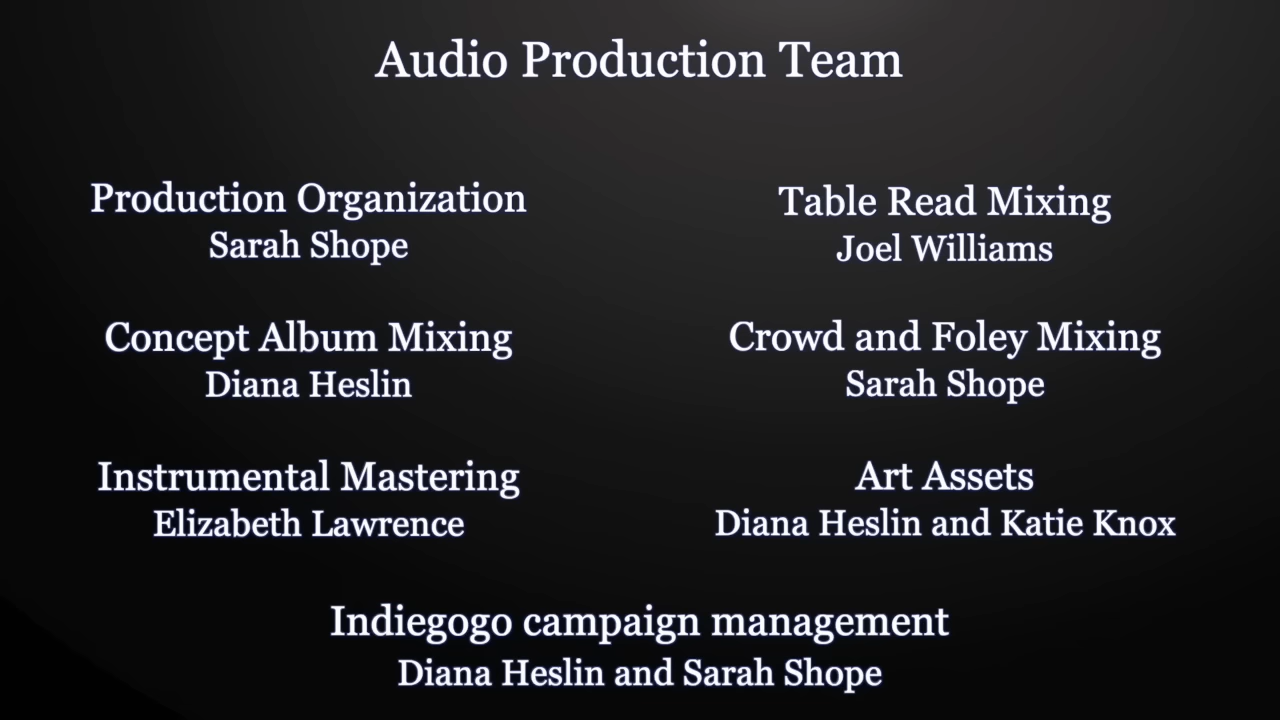 Audio Production Team
Production Organization
Sarah Shope
Table Read Mixing
Joel Williams
Concept Album Mixing
Diana Heslin
Crowd and Foley Mixing
Sarah Shope
Instrumental Mastering
Elizabeth Lawrence
Art Assets
Diana Heslin and Katie Knox
Indiegogo campaign management
Diana Heslin and Sarah Shope